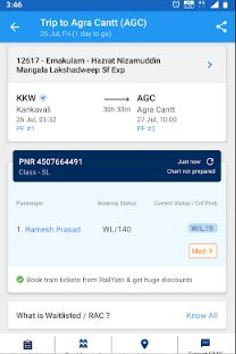 3:46
Trip to Agra Cantt (AGC)
26 Jul, Fri (1 day to go)
12617 - Ernakulam - Hazrat Nizamuddin
Mangala Lakshadweep Sf Exp
KKW AGC
Kankavali 30h 33m Agra Cantt
26 Jul, 03:32 27 Jul, 10:00
PF #1 PF #2
PNR 4507664491 Just now
Class - SL Chart not prepared
Passenger Booking Status Current Status / Cnf Prob
1. Ramesh Prasad WL/140 W/L,19
Med
Book train tickets from RailYatri & get huge discounts
What is Waitlisted / RAC ? Know All